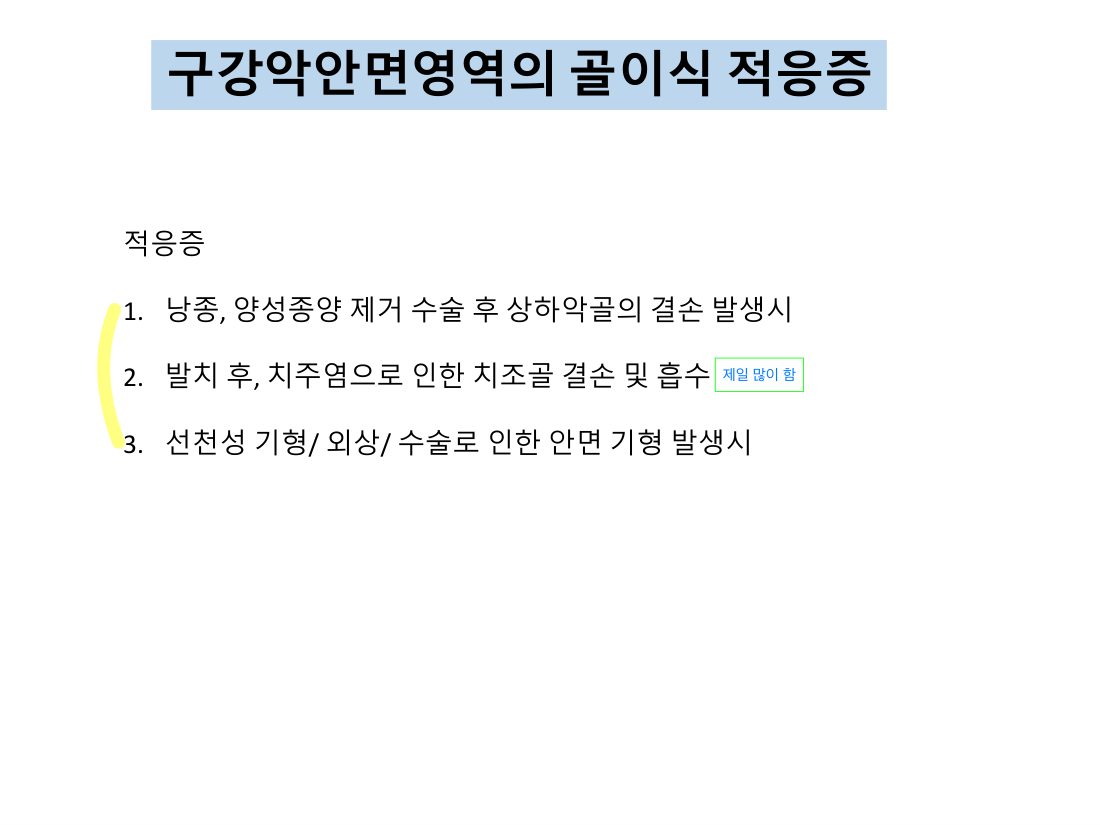 구강악안면영역의 골이식 적응증
적응증
1. 낭종, 양성종양 제거 수술 후 상하악골의 결손 발생시
2. 발치 후, 치주염으로 인한 치조골 결손 및 흡수 제일 많이 함
3. 선천성 기형/ 외상/ 수술로 인한 안면 기형 발생시